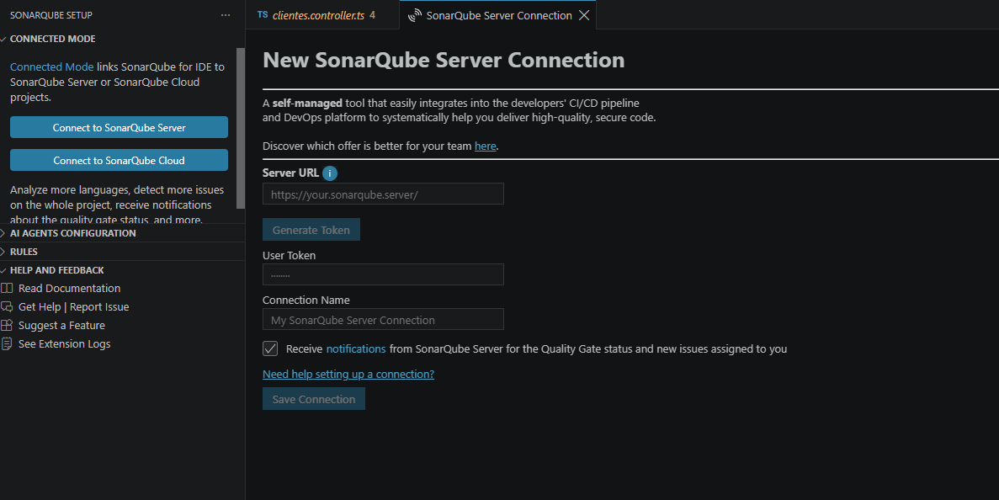 SONARQUBE SETUP
CONNECTED MODE
Connected Mode links SonarQube for IDE to
SonarQube Server or SonarQube Cloud
projects.
Connect to SonarQube Server
Connect to SonarQube Cloud
Analyze more languages, detect more issues
on the whole project, receive notifications
about the quality gate status, and more.
AI AGENTS CONFIGURATION
RULES
HELP AND FEEDBACK
Read Documentation
Get Help | Report Issue
Suggest a Feature
See Extension Logs
TS clientes.controller.ts 4
SonarQube Server Connection
New SonarQube Server Connection
A self-managed tool that easily integrates into the developers' CI/CD pipeline
and DevOps platform to systematically help you deliver high-quality, secure code.
Discover which offer is better for your team here.
Server URL i
https://your.sonarqube.server/
Generate Token
User Token
········
Connection Name
My SonarQube Server Connection
Receive notifications from SonarQube Server for the Quality Gate status and new issues assigned to you
Need help setting up a connection?
Save Connection